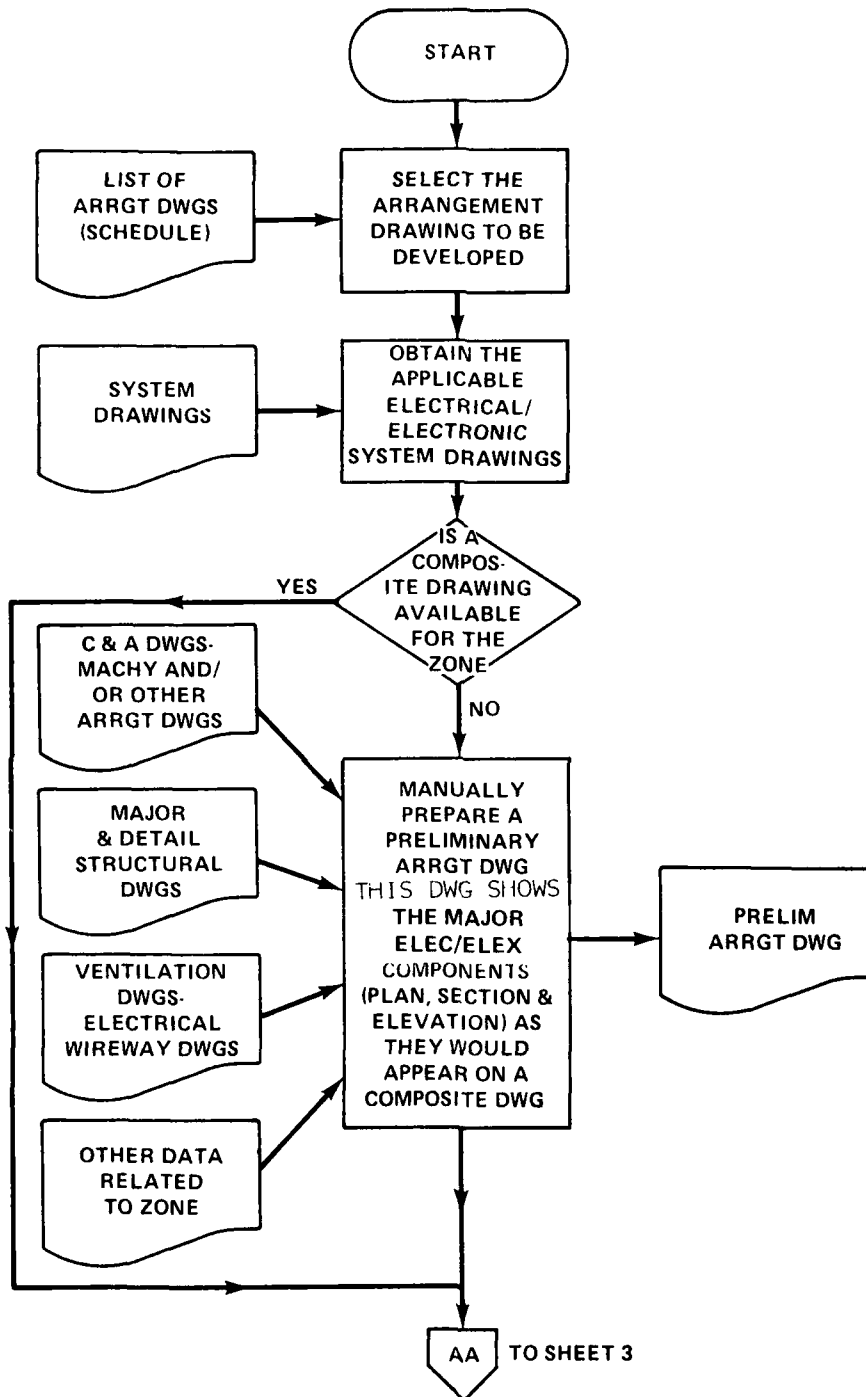 START
LIST OF
ARRGT DWGS
(SCHEDULE)
SELECT THE
ARRANGEMENT
DRAWING TO BE
DEVELOPED
SYSTEM
DRAWINGS
OBTAIN THE
APPLICABLE
ELECTRICAL/
ELECTRONIC
SYSTEM DRAWINGS
IS A
COMPOS-
ITE DRAWING
AVAILABLE
FOR THE
ZONE
YES
NO
C & A DWGS-
MACHY AND/
OR OTHER
ARRGT DWGS
MAJOR
& DETAIL
STRUCTURAL
DWGS
VENTILATION
DWGS-
ELECTRICAL
WIREWAY DWGS
OTHER DATA
RELATED
TO ZONE
MANUALLY
PREPARE A
PRELIMINARY
ARRGT DWG
THIS DWG SHOWS
THE MAJOR
ELEC/ELEX
COMPONENTS
(PLAN, SECTION &
ELEVATION) AS
THEY WOULD
APPEAR ON A
COMPOSITE DWG
PRELIM
ARRGT DWG
AA
TO SHEET 3